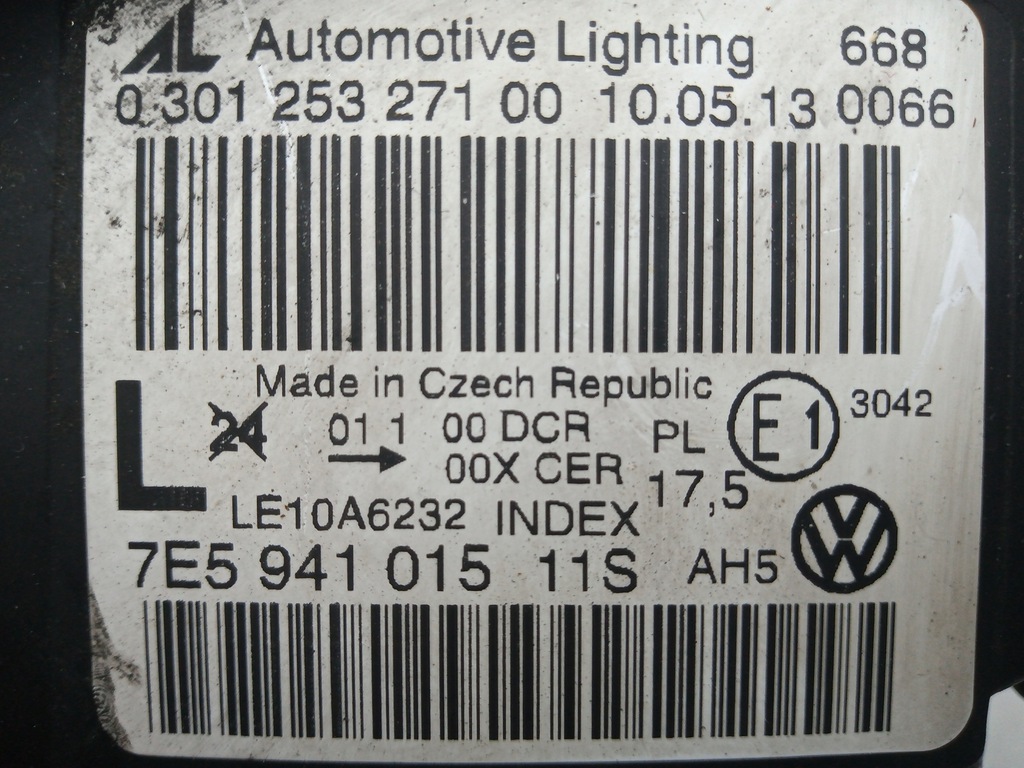 AL Automotive Lighting 668
0 301 253 271 00 10.05.13 0066
Made in Czech Republic
L 24 01 1 00 DCR PL E1 3042
00X CER 17,5
LE10A6232 INDEX
7E5 941 015 11S AH5 VW